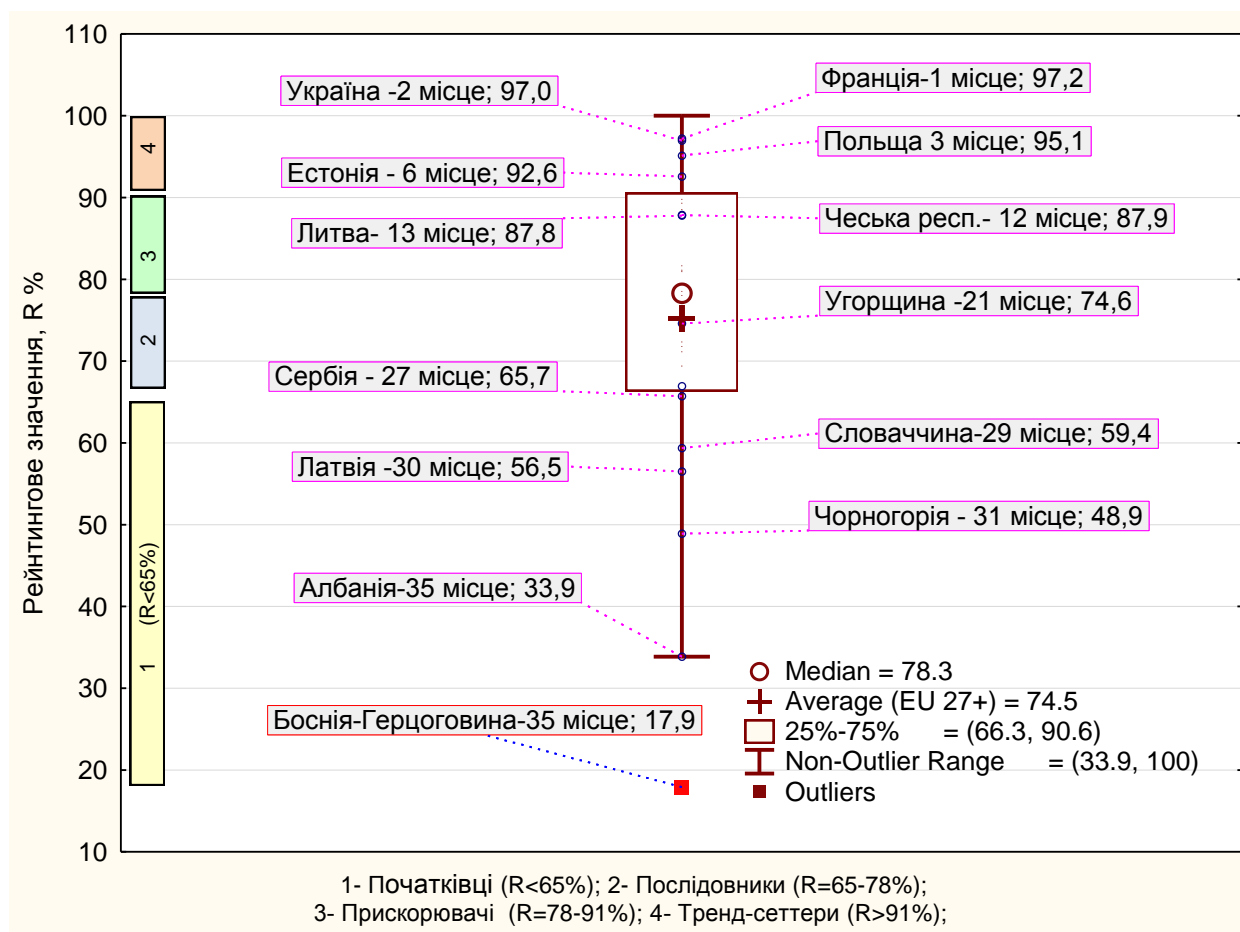 110
100
90
80
70
60
50
40
30
20
10
Рейнтингове значення, R %
4
3
2
1 (R<65%)
Україна -2 місце; 97,0
Франція-1 місце; 97,2
Польща 3 місце; 95,1
Естонія - 6 місце; 92,6
Литва- 13 місце; 87,8
Чеська респ.- 12 місце; 87,9
Угорщина -21 місце; 74,6
Сербія - 27 місце; 65,7
Словаччина-29 місце; 59,4
Латвія -30 місце; 56,5
Чорногорія - 31 місце; 48,9
Албанія-35 місце; 33,9
Боснія-Герцоговина-35 місце; 17,9
Median = 78.3
Average (EU 27+) = 74.5
25%-75% = (66.3, 90.6)
Non-Outlier Range = (33.9, 100)
Outliers
1- Початківці (R<65%); 2- Послідовники (R=65-78%);
3- Прискорювачі (R=78-91%); 4- Тренд-сеттери (R>91%);